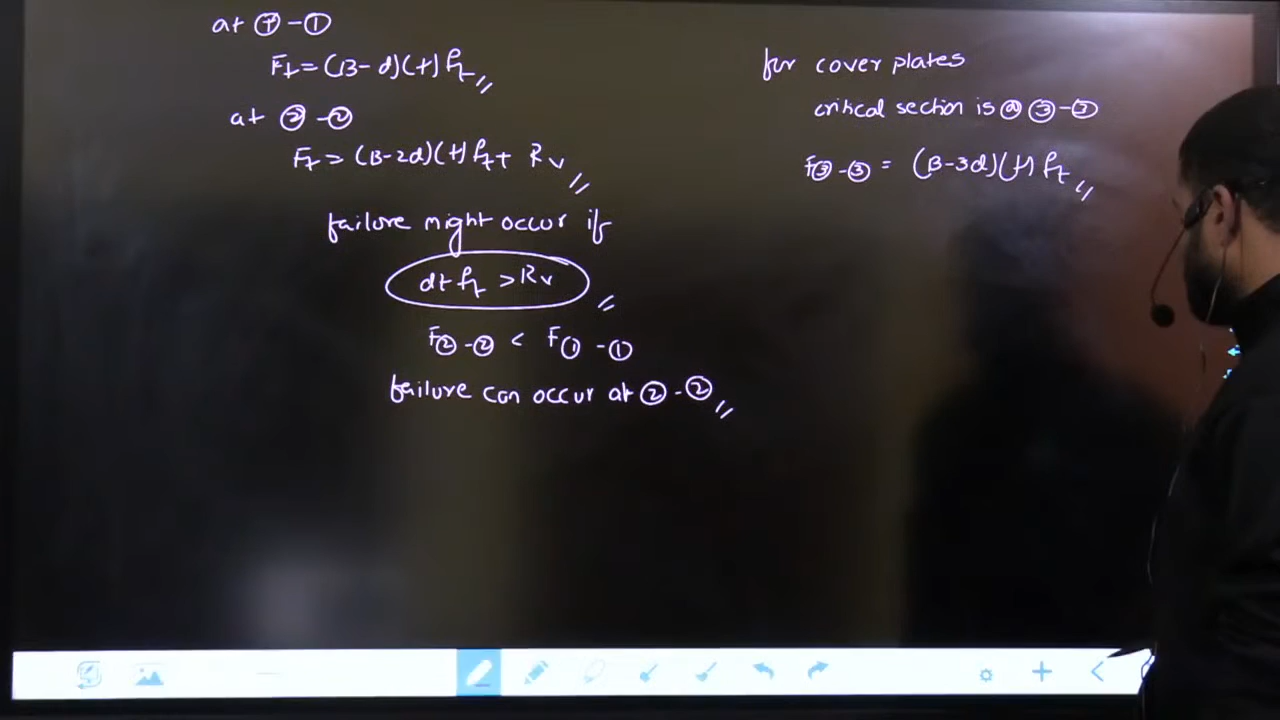 at ①-①
Ft = (B-d)(t) ft
at ②-②
Ft = (B-2d)(t) ft + Rv
failure might occur if
dt ft > Rv
F②-② < F①-①
failure can occur at ②-②
for cover plates
critical section is @ ③-③
F③-③ = (B-3d)(t) ft